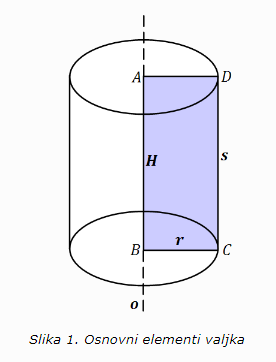 A D
H s
r
B C
o
Slika 1. Osnovni elementi valjka